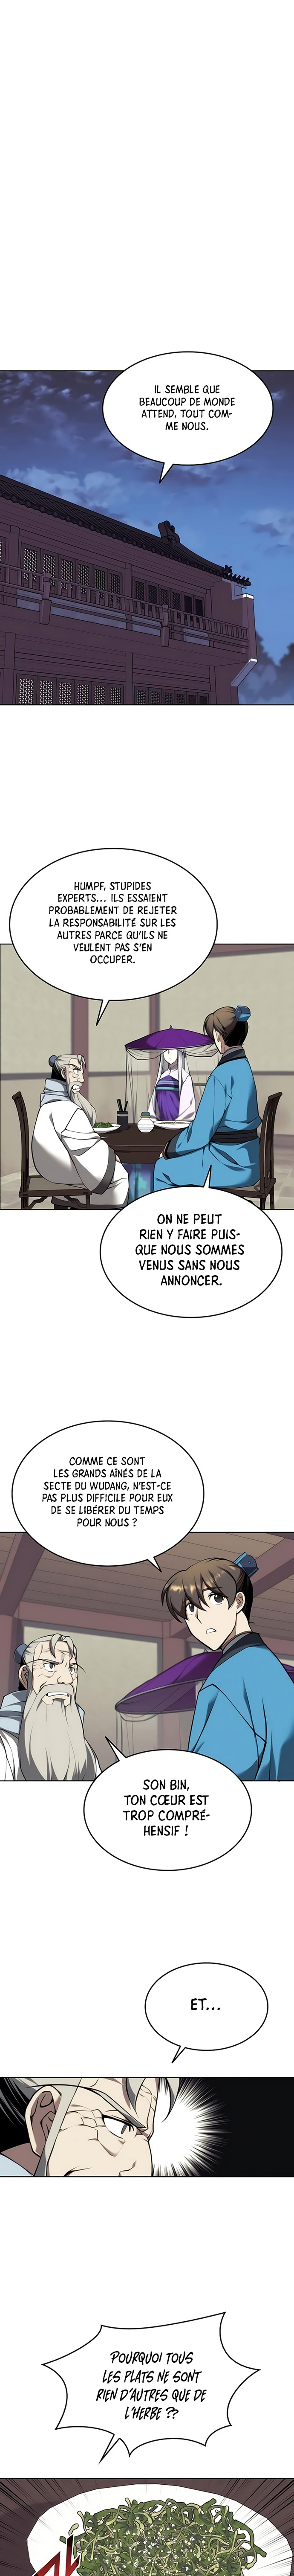 IL SEMBLE QUE
BEAUCOUP DE MONDE
ATTEND, TOUT COM-
ME NOUS.
HUMPF, STUPIDES
EXPERTS... ILS ESSAIENT
PROBABLEMENT DE REJETER
LA RESPONSABILITÉ SUR LES
AUTRES PARCE QU'ILS NE
VEULENT PAS S'EN
OCCUPER.
ON NE PEUT
RIEN Y FAIRE PUIS-
QUE NOUS SOMMES
VENUS SANS NOUS
ANNONCER.
COMME CE SONT
LES GRANDS AÎNÉS DE LA
SECTE DU WUDANG, N'EST-CE
PAS PLUS DIFFICILE POUR EUX
DE SE LIBÉRER DU TEMPS
POUR NOUS ?
SON BIN,
TON CŒUR EST
TROP COMPRÉ-
HENSIF !
ET...
POURQUOI TOUS
LES PLATS NE SONT
RIEN D'AUTRES QUE DE
L'HERBE ??